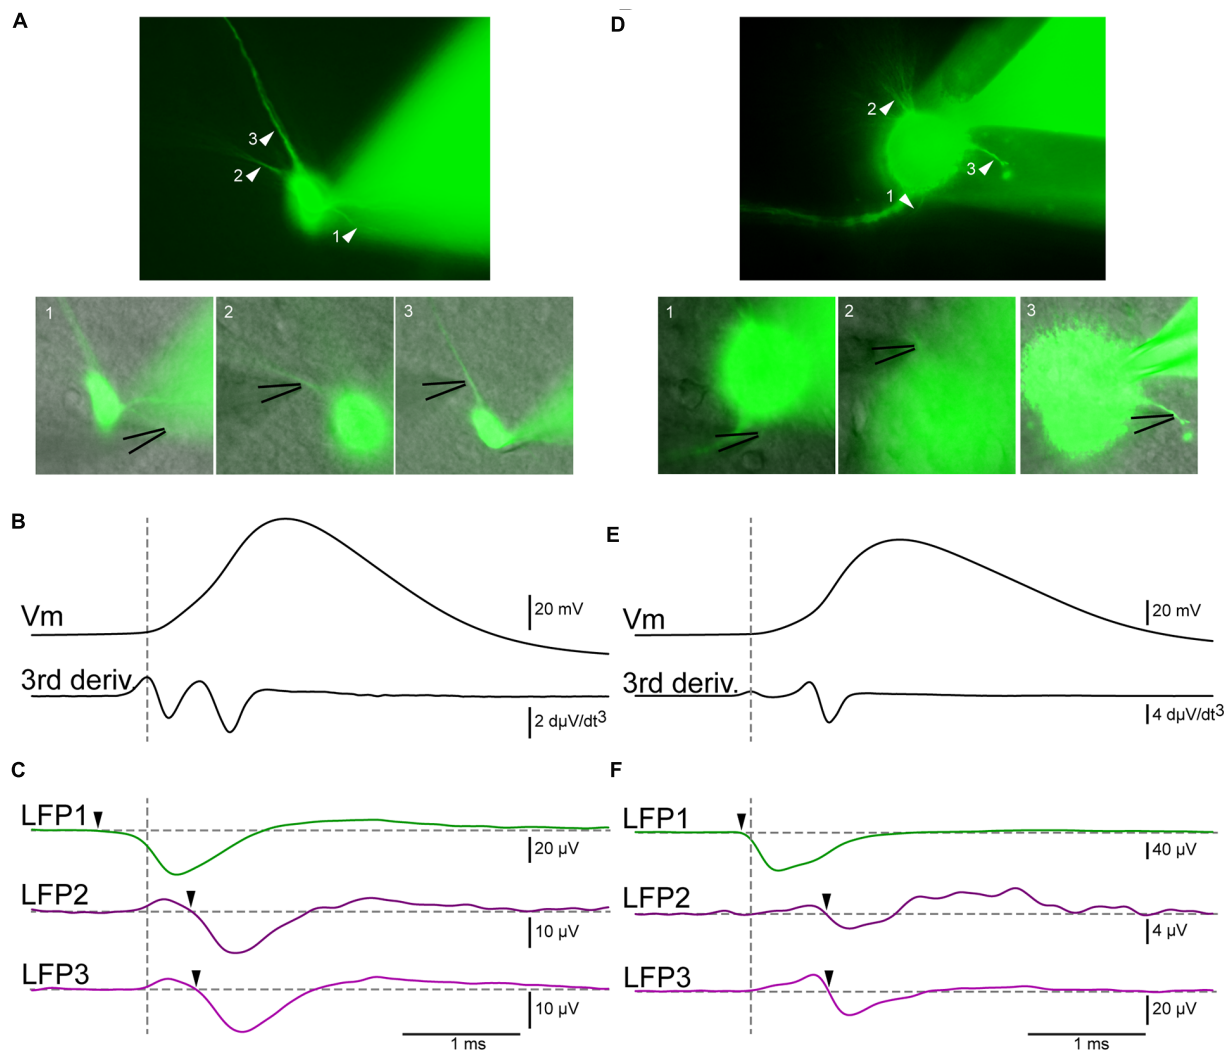 A
3
2
1
1
2
3
B
Vm
20 mV
3rd deriv.
2 dµV/dt3
C
LFP1
20 µV
LFP2
10 µV
LFP3
10 µV
1 ms
D
2
3
1
1
2
3
E
Vm
20 mV
3rd deriv.
4 dµV/dt3
F
LFP1
40 µV
LFP2
4 µV
LFP3
20 µV
1 ms